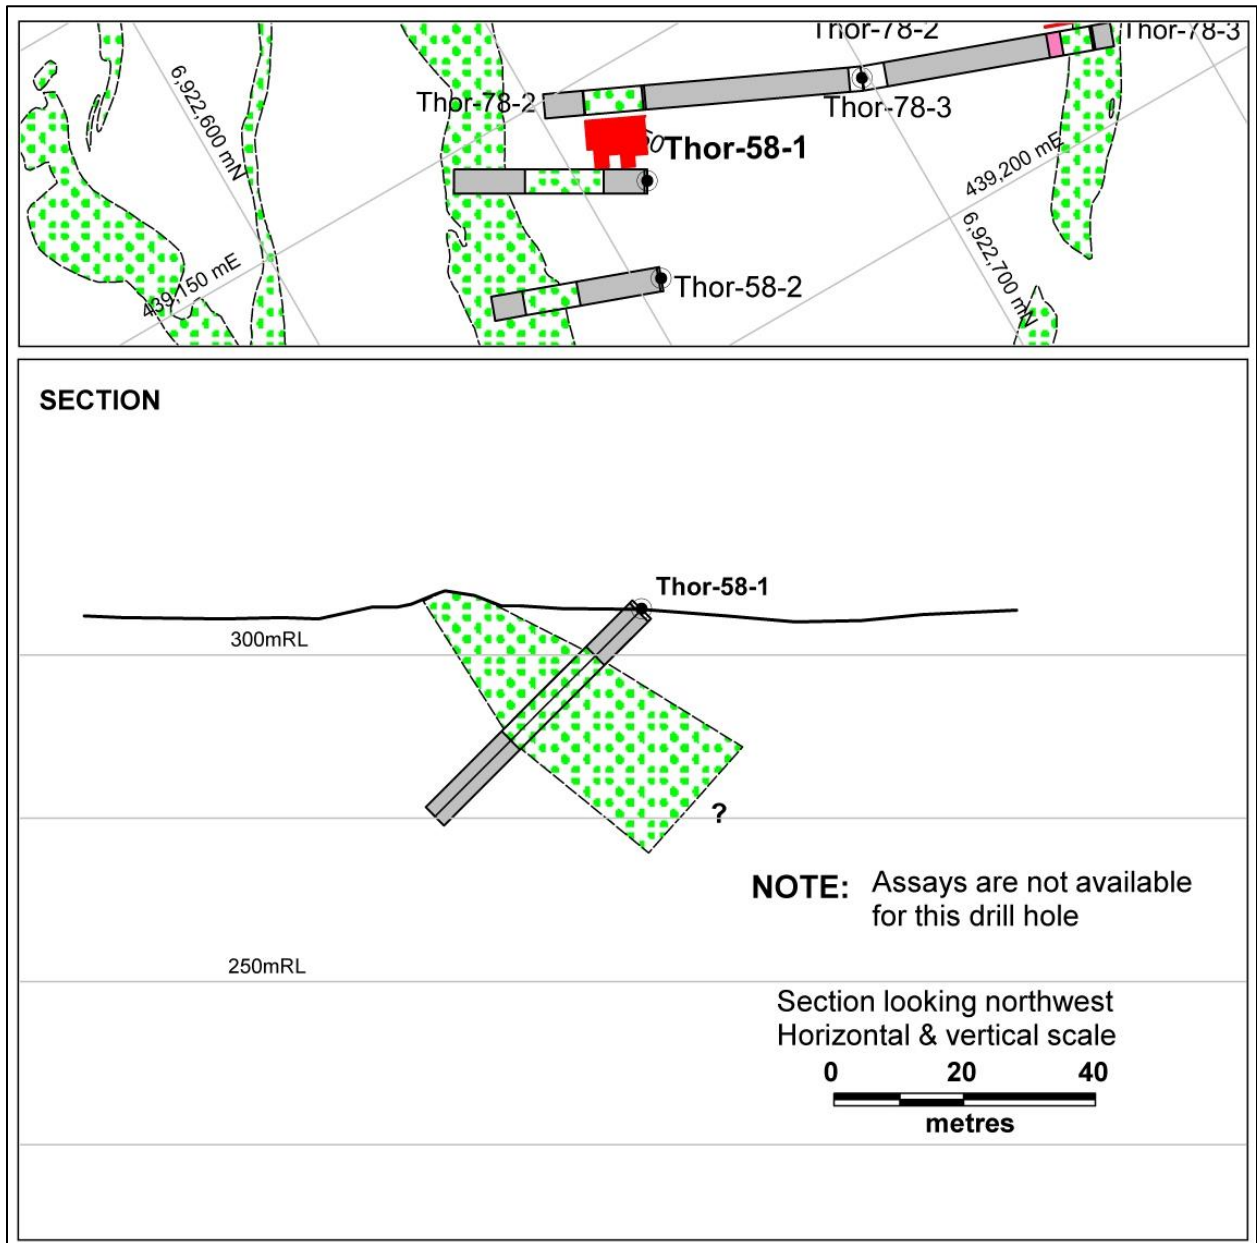 Thor-78-2
Thor-78-3
6,922,600 mN
Thor-78-2
Thor-78-3
Thor-58-1
439,200 mE
439,150 mE
6,922,700 mN
Thor-58-2
SECTION
Thor-58-1
300mRL
?
NOTE: Assays are not available
for this drill hole
250mRL
Section looking northwest
Horizontal & vertical scale
0 20 40
metres